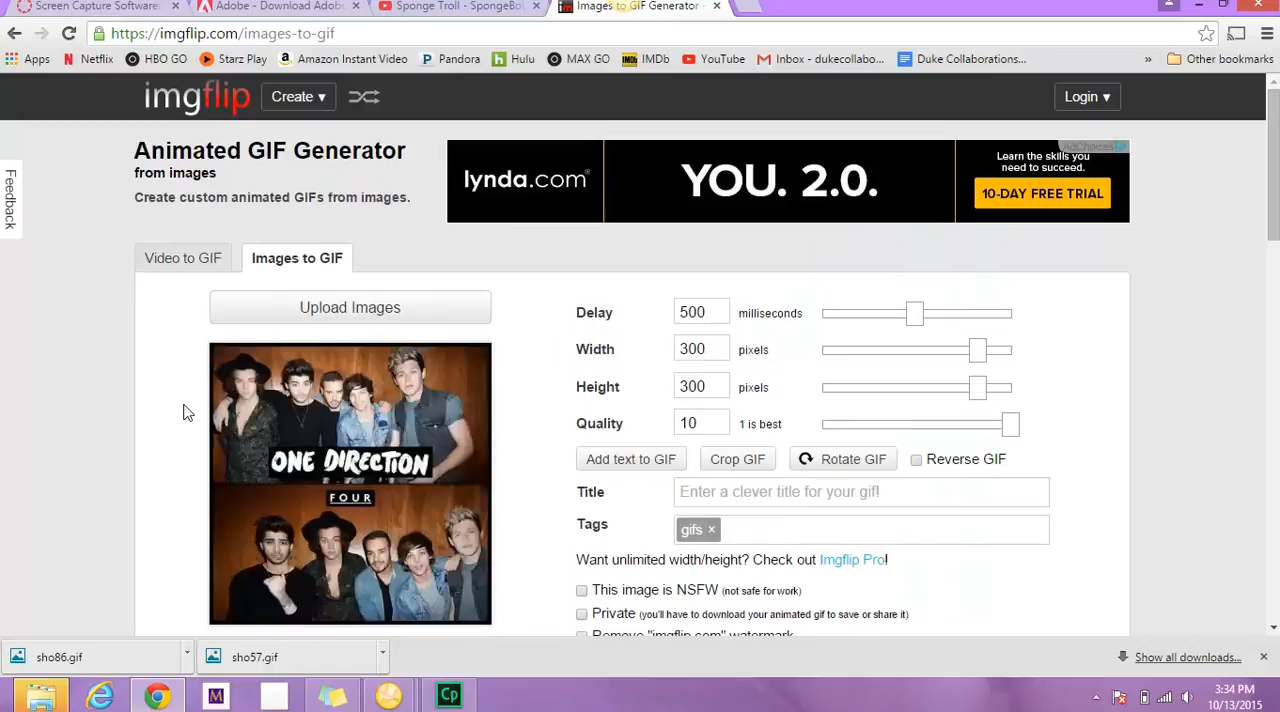 Screen Capture Software
Adobe - Download Adobe
Sponge Troll - SpongeBo
Images to GIF Generator
https://imgflip.com/images-to-gif
Apps Netflix HBO GO Starz Play Amazon Instant Video Pandora Hulu MAX GO IMDb YouTube Inbox - dukecollabo... Duke Collaborations... » Other bookmarks
imgflip Create ▾ Login ▾
Feedback
Animated GIF Generator
from images
Create custom animated GIFs from images.
lynda.com® YOU. 2.0.
AdChoices
Learn the skills you
need to succeed.
10-DAY FREE TRIAL
Video to GIF Images to GIF
Upload Images
ONE DIRECTION
FOUR
Delay 500 milliseconds
Width 300 pixels
Height 300 pixels
Quality 10 1 is best
Add text to GIF Crop GIF Rotate GIF Reverse GIF
Title Enter a clever title for your gif!
Tags gifs ×
Want unlimited width/height? Check out Imgflip Pro!
This image is NSFW (not safe for work)
Private (you'll have to download your animated gif to save or share it)
Remove "imgflip.com" watermark
sho86.gif sho57.gif Show all downloads...
Cp
3:34 PM
10/13/2015